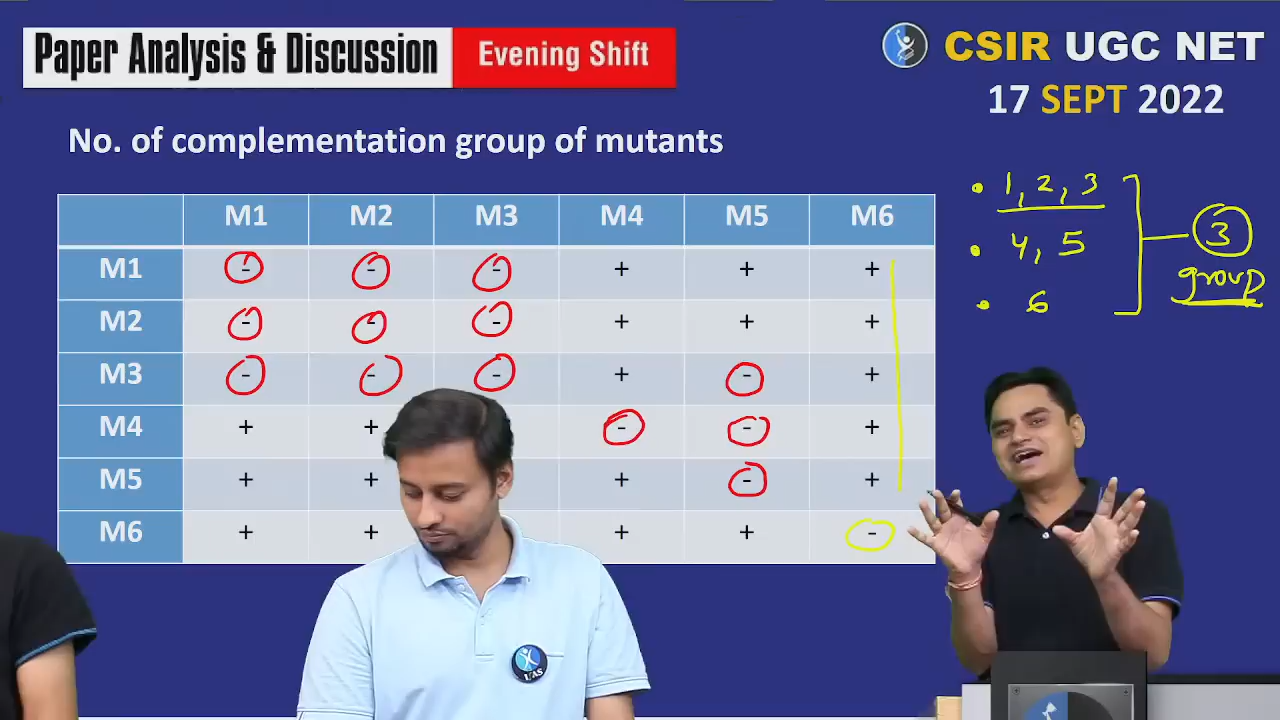 Paper Analysis & Discussion
Evening Shift
CSIR UGC NET
17 SEPT 2022
No. of complementation group of mutants
M1 M2 M3 M4 M5 M6
M1 - - - + + +
M2 - - - + + +
M3 - - - + - +
M4 + + - - +
M5 + + + - +
M6 + + + + -
• 1, 2, 3
• 4, 5
• 6
3
group
UAS